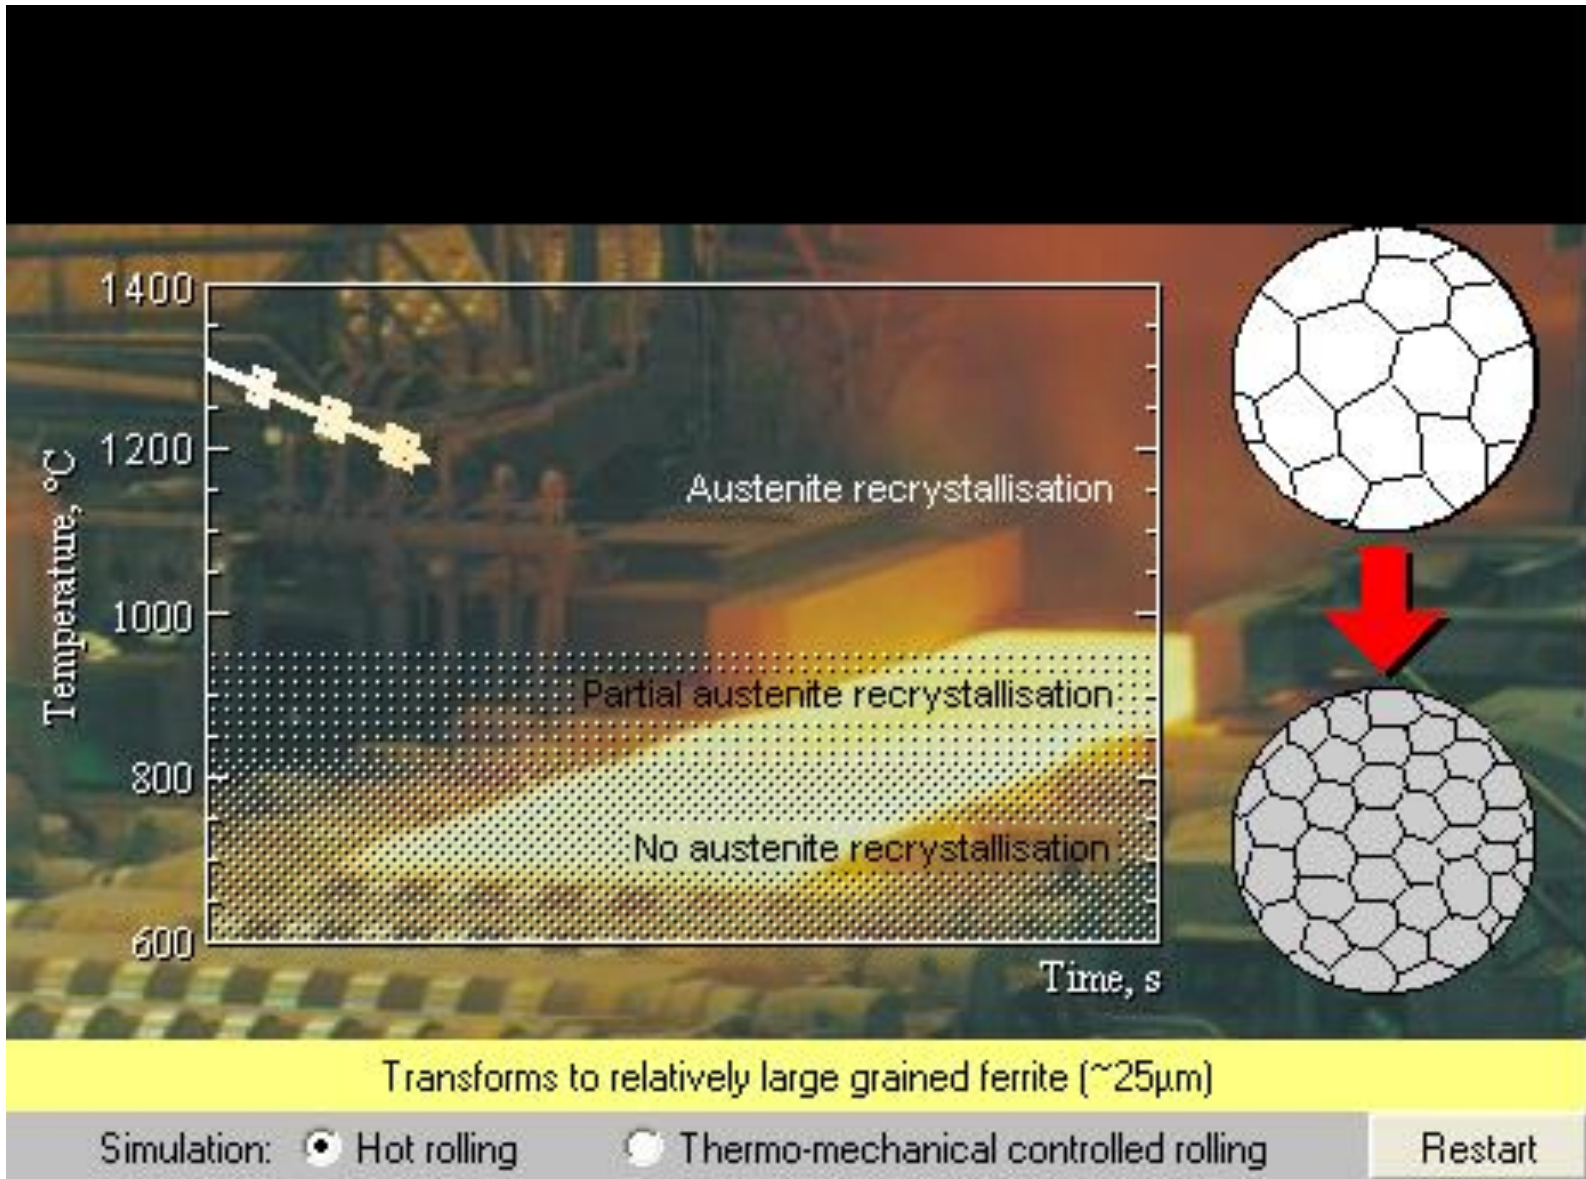 1400
1200
1000
800
600
Temperature, °C
Austenite recrystallisation
Partial austenite recrystallisation
No austenite recrystallisation
Time, s
Transforms to relatively large grained ferrite (~25µm)
Simulation: Hot rolling Thermo-mechanical controlled rolling Restart